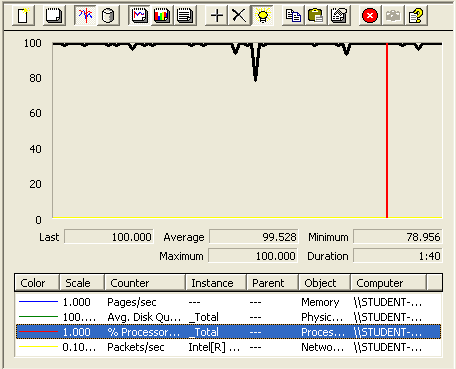 100
80
60
40
20
0
Last 100.000 Average 99.528 Minimum 78.956
Maximum 100.000 Duration 1:40
Color Scale Counter Instance Parent Object Computer
1.000 Pages/sec --- --- Memory \\STUDENT-...
100.... Avg. Disk Qu... _Total --- Physic... \\STUDENT-...
1.000 % Processor... _Total --- Proces... \\STUDENT-...
0.10... Packets/sec Intel[R] ... --- Netwo... \\STUDENT-...